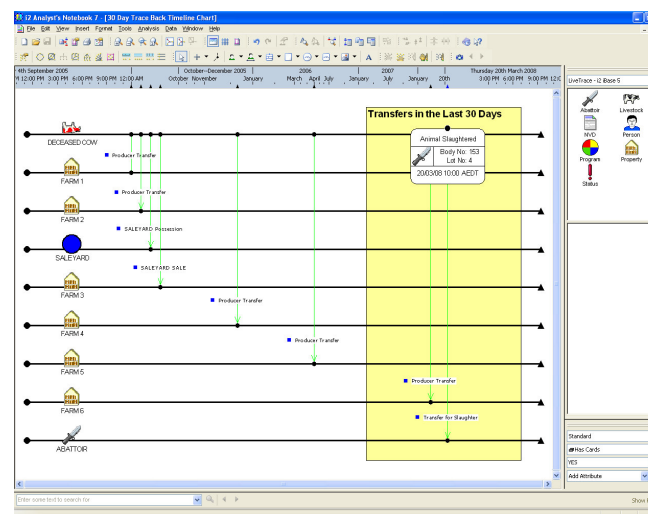 i2 Analyst's Notebook 7 - [30 Day Trace Back Timeline Chart]
File Edit View Insert Format Tools Analysis Data Window Help
4th September 2005 October–December 2005 2006 2007 Thursday 20th March 2008
12:00 PM 3:00 PM 6:00 PM 9:00 PM 12:00 AM October November January March April July January July January 20th 3:00 PM 6:00 PM 9:00 PM
LiveTrace - i2 iBase 5
Abattoir Livestock
NVD Person
Program Property
Status
Transfers in the Last 30 Days
DECEASED COW
Animal Slaughtered
Body No: 153
Lot No: 4
20/03/08 10:00 AEDT
Producer Transfer
FARM 1
Producer Transfer
FARM 2
SALEYARD Possession
SALEYARD
SALEYARD SALE
FARM 3
Producer Transfer
FARM 4
Producer Transfer
FARM 5
Producer Transfer
FARM 6
Transfer for Slaughter
ABATTOIR
Standard
Has Cards
YES
Add Attribute
Enter some text to search for
Show